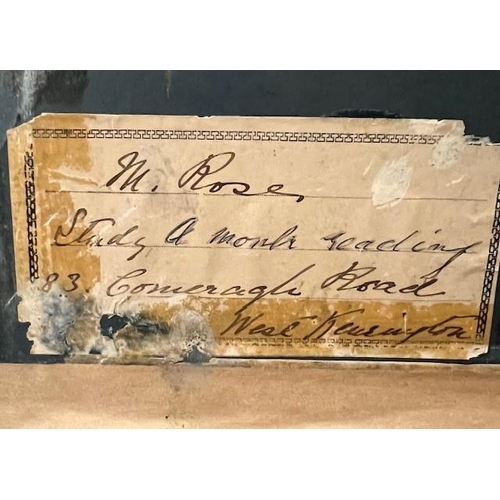 M. Rose,
Study, A monk reading
83. Comeragh Road
West Kensington